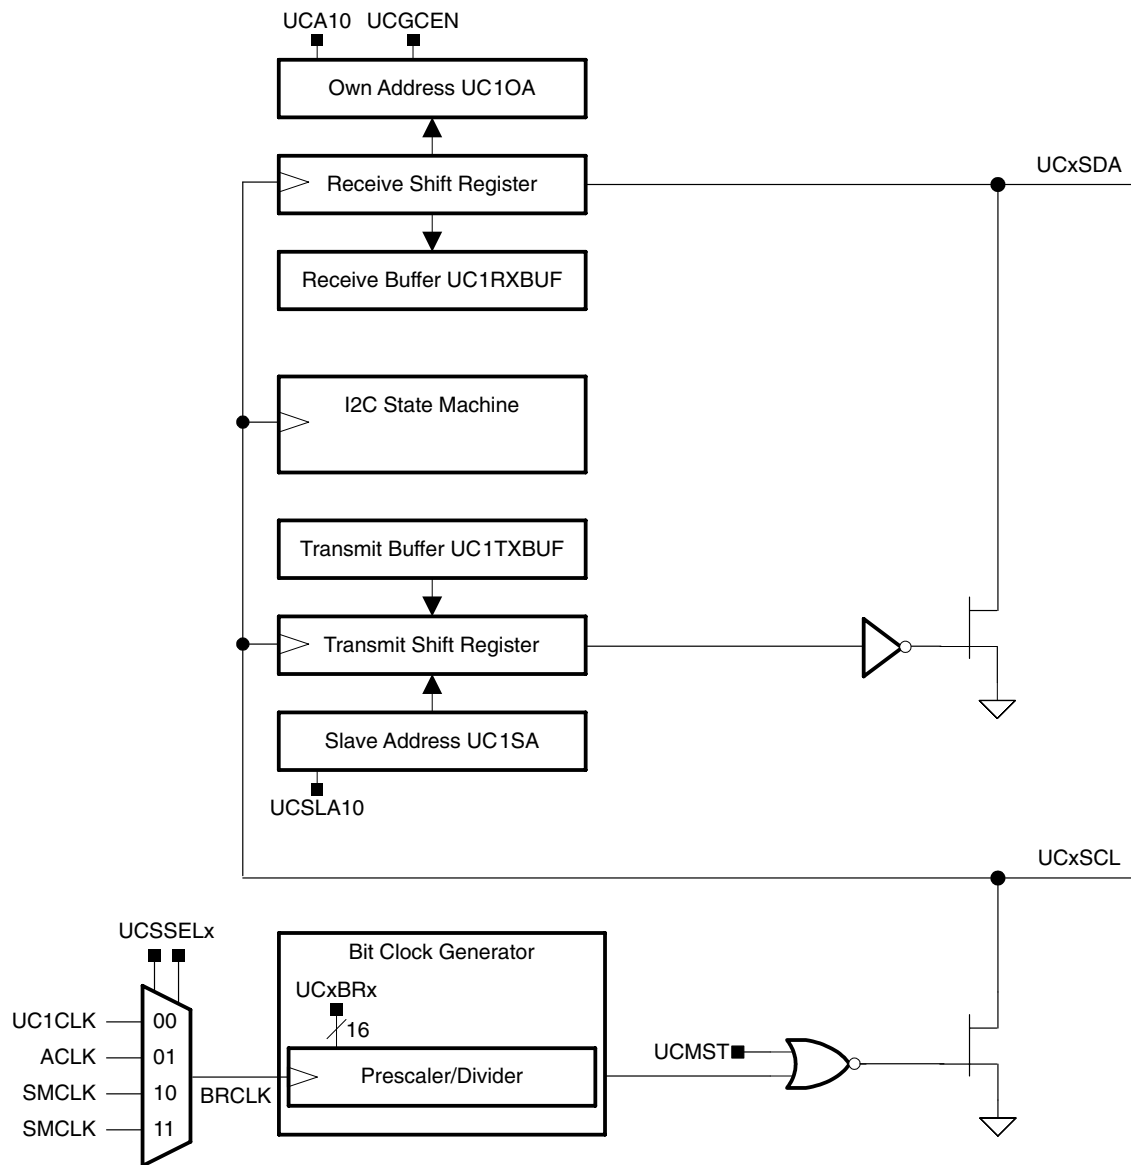 UCA10 UCGCEN
Own Address UC1OA
Receive Shift Register
UCxSDA
Receive Buffer UC1RXBUF
I2C State Machine
Transmit Buffer UC1TXBUF
Transmit Shift Register
Slave Address UC1SA
UCSLA10
UCxSCL
UCSSELx
Bit Clock Generator
UCxBRx
16
UC1CLK 00
ACLK 01
SMCLK 10
SMCLK 11
BRCLK
Prescaler/Divider
UCMST